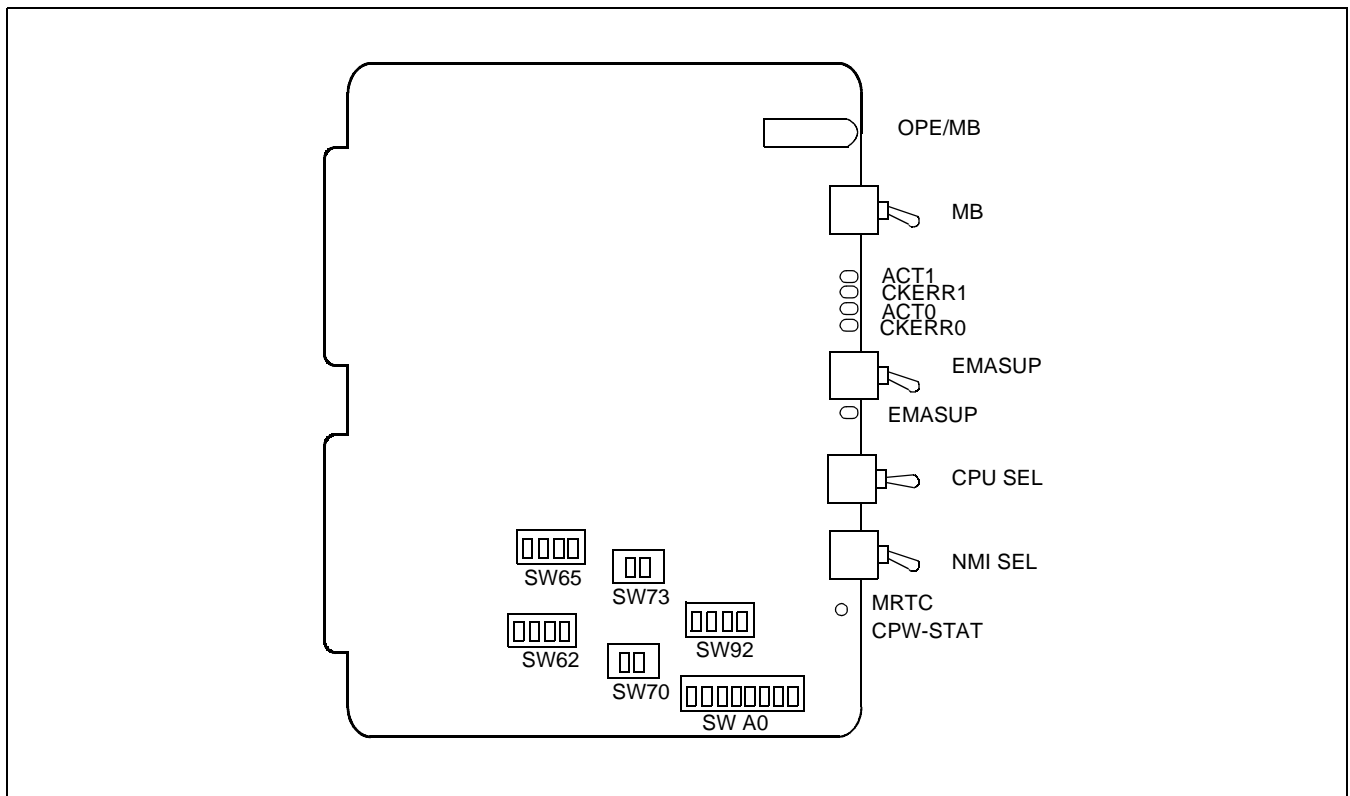 OPE/MB
MB
ACT1
CKERR1
ACT0
CKERR0
EMASUP
EMASUP
CPU SEL
NMI SEL
MRTC
CPW-STAT
SW65
SW73
SW62
SW92
SW70
SW A0